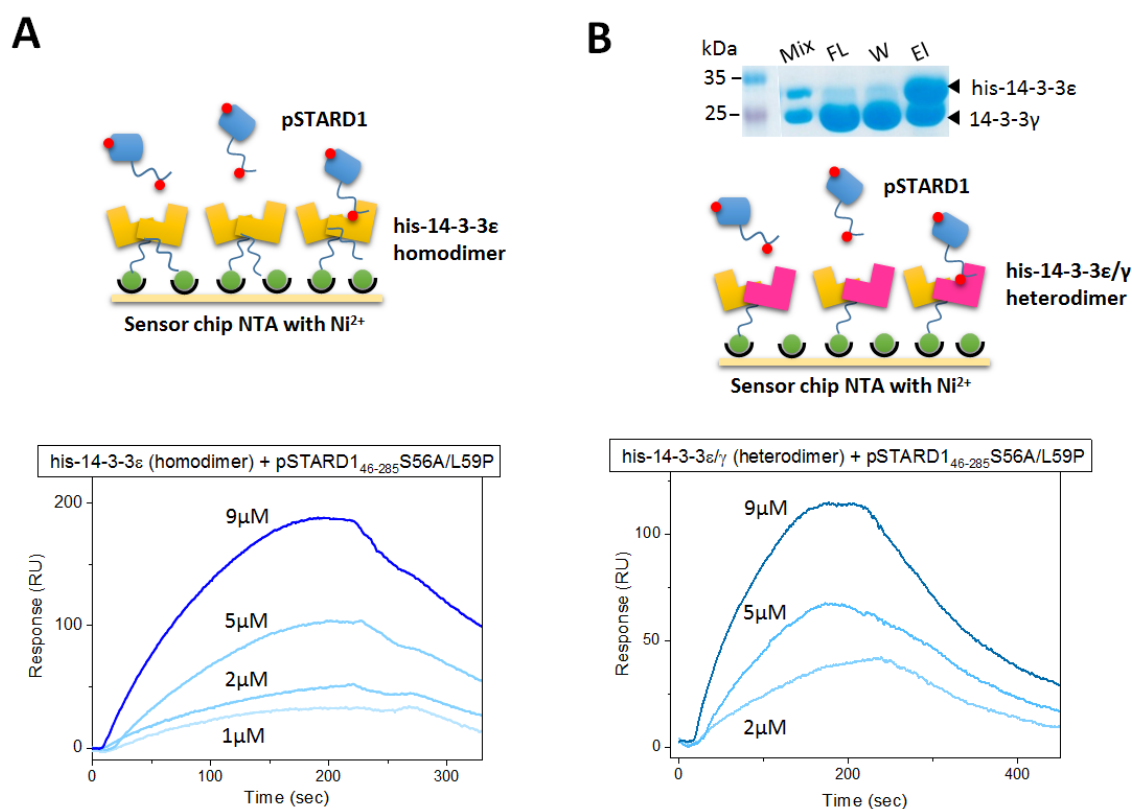 A
pSTARD1
his-14-3-3ε
homodimer
Sensor chip NTA with Ni²⁺
his-14-3-3ε (homodimer) + pSTARD1₄₆₋₂₈₅S56A/L59P
200
100
0
Response (RU)
9μM
5μM
2μM
1μM
0 100 200 300
Time (sec)
B
kDa Mix FL W El
35
his-14-3-3ε
25
14-3-3γ
pSTARD1
his-14-3-3ε/γ
heterodimer
Sensor chip NTA with Ni²⁺
his-14-3-3ε/γ (heterodimer) + pSTARD1₄₆₋₂₈₅S56A/L59P
100
50
0
Response (RU)
9μM
5μM
2μM
0 200 400
Time (sec)